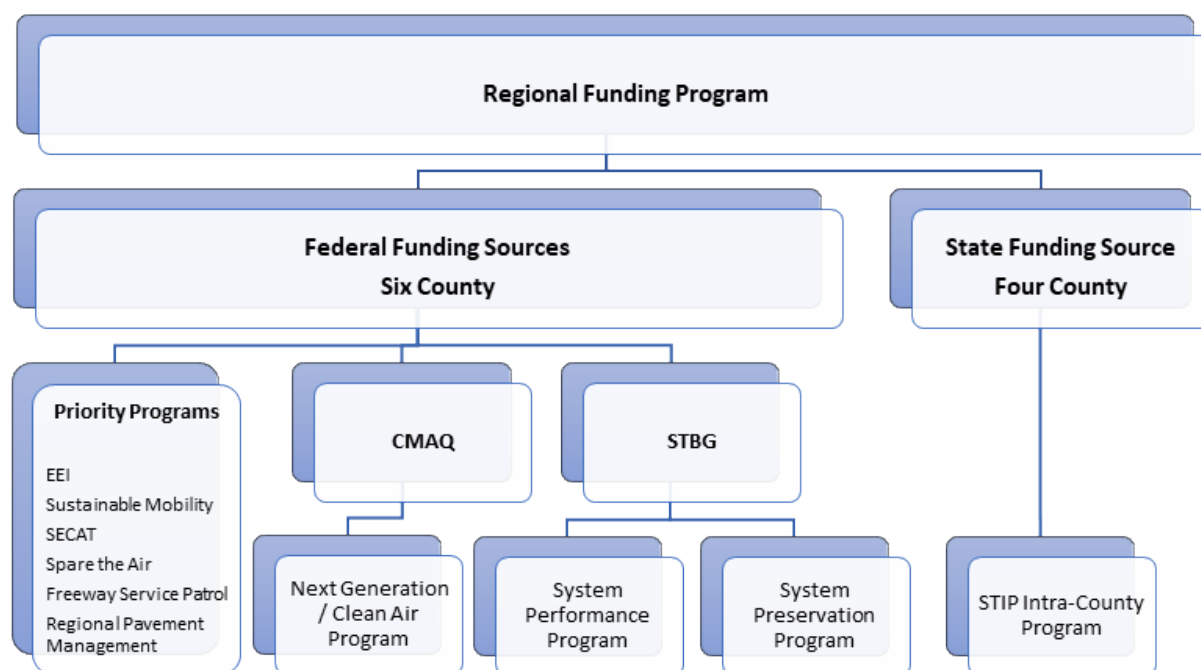 Regional Funding Program
Federal Funding Sources
Six County
State Funding Source
Four County
Priority Programs
EEI
Sustainable Mobility
SECAT
Spare the Air
Freeway Service Patrol
Regional Pavement
Management
CMAQ
STBG
Next Generation
/ Clean Air
Program
System
Performance
Program
System
Preservation
Program
STIP Intra-County
Program